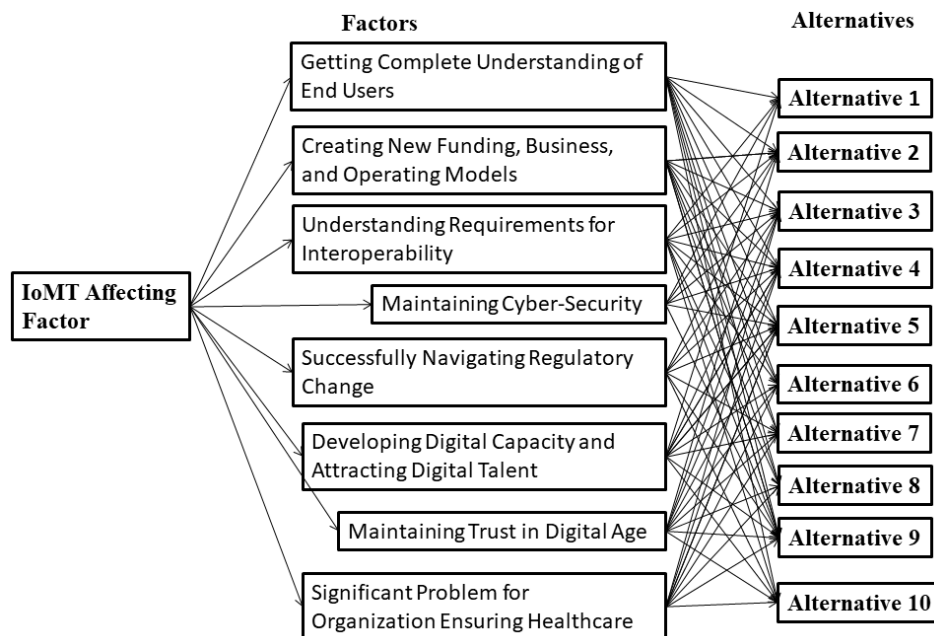 Factors
Alternatives
IoMT Affecting
Factor
Getting Complete Understanding of
End Users
Creating New Funding, Business,
and Operating Models
Understanding Requirements for
Interoperability
Maintaining Cyber-Security
Successfully Navigating Regulatory
Change
Developing Digital Capacity and
Attracting Digital Talent
Maintaining Trust in Digital Age
Significant Problem for
Organization Ensuring Healthcare
Alternative 1
Alternative 2
Alternative 3
Alternative 4
Alternative 5
Alternative 6
Alternative 7
Alternative 8
Alternative 9
Alternative 10